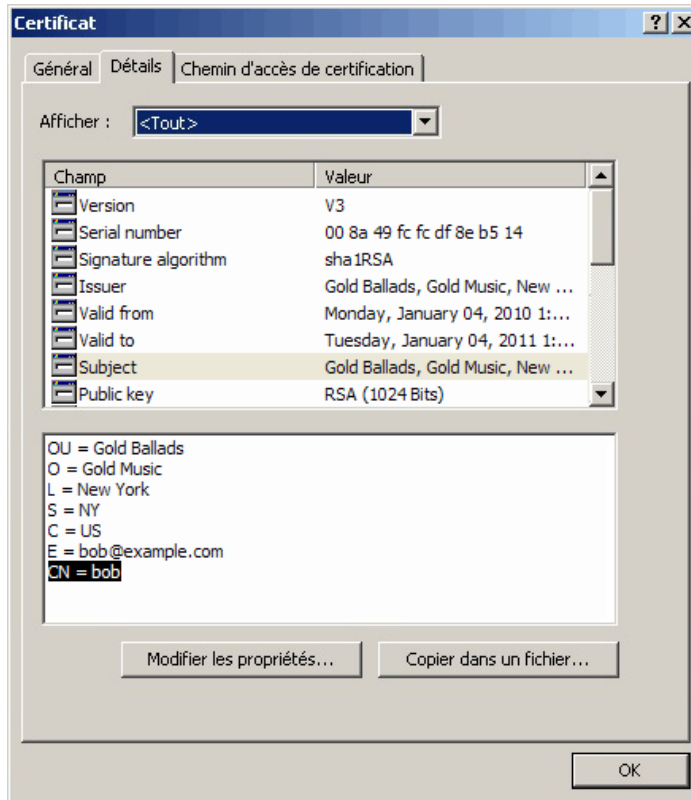 Certificat
Général Détails Chemin d'accès de certification
Afficher : <Tout>
Champ Valeur
Version V3
Serial number 00 8a 49 fc fc df 8e b5 14
Signature algorithm sha1RSA
Issuer Gold Ballads, Gold Music, New ...
Valid from Monday, January 04, 2010 1:...
Valid to Tuesday, January 04, 2011 1:...
Subject Gold Ballads, Gold Music, New ...
Public key RSA (1024 Bits)
OU = Gold Ballads
O = Gold Music
L = New York
S = NY
C = US
E = bob@example.com
CN = bob
Modifier les propriétés... Copier dans un fichier...
OK